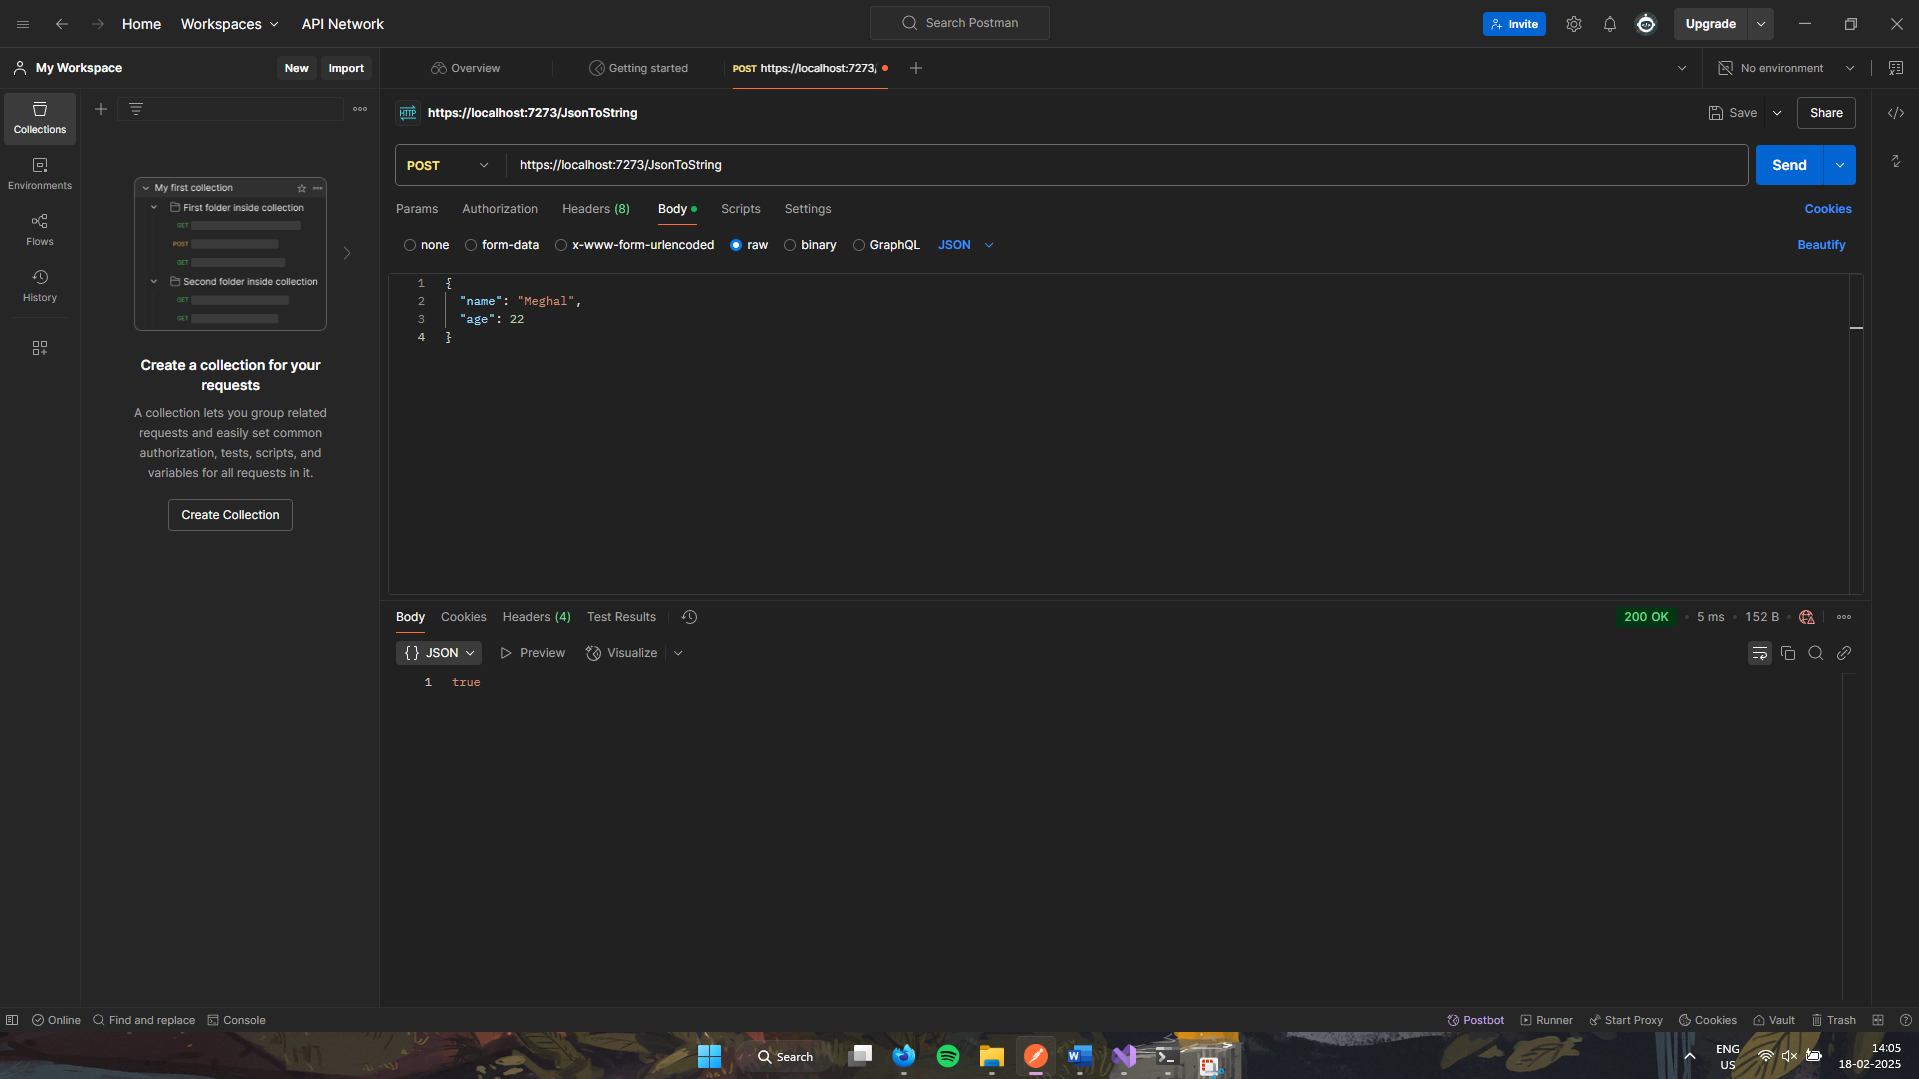 Home Workspaces API Network
Search Postman
Invite
Upgrade
My Workspace
New Import
Overview
Getting started
POST https://localhost:7273/
No environment
Collections
Environments
Flows
History
My first collection
First folder inside collection
GET
POST
GET
Second folder inside collection
GET
GET
Create a collection for your
requests
A collection lets you group related
requests and easily set common
authorization, tests, scripts, and
variables for all requests in it.
Create Collection
HTTP https://localhost:7273/JsonToString
Save Share
POST https://localhost:7273/JsonToString
Send
Params Authorization Headers (8) Body Scripts Settings Cookies
none form-data x-www-form-urlencoded raw binary GraphQL JSON Beautify
1 {
2 "name": "Meghal",
3 "age": 22
4 }
Body Cookies Headers (4) Test Results
200 OK • 5 ms • 152 B •
{} JSON Preview Visualize
1 true
Online Find and replace Console
Postbot Runner Start Proxy Cookies Vault Trash
Search
ENG
US
14:05
18-02-2025